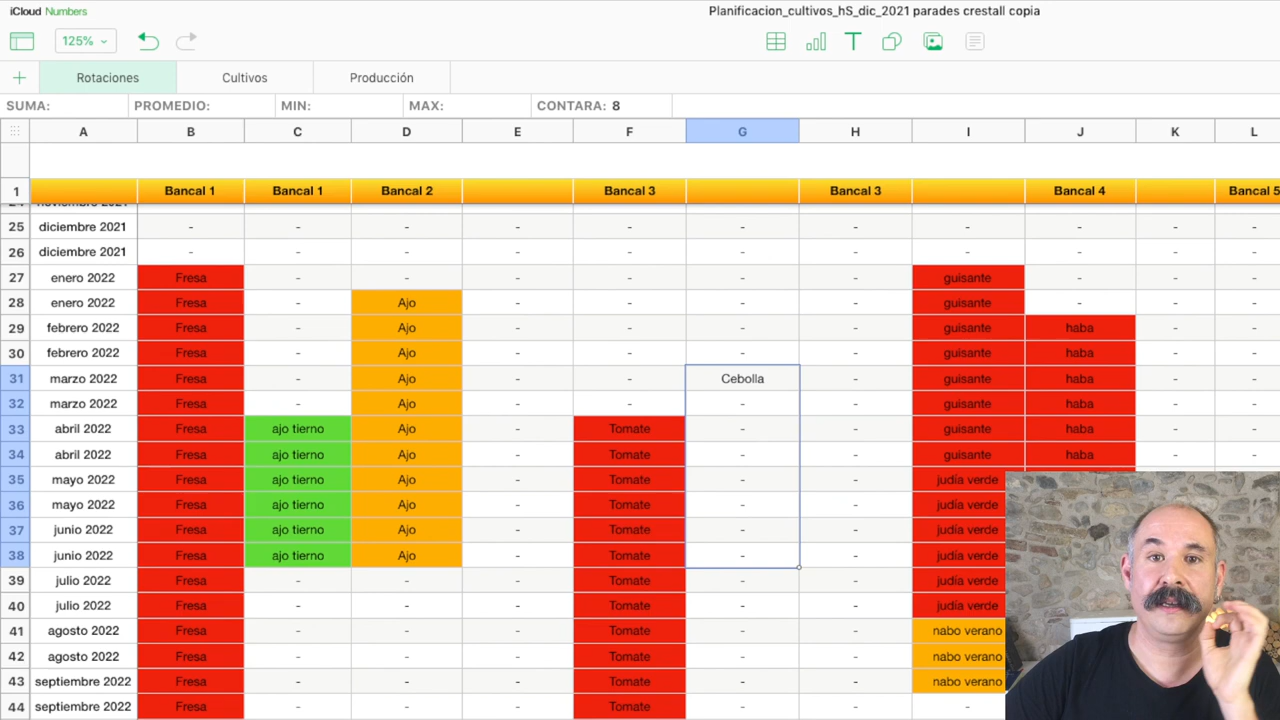 iCloud Numbers
Planificacion_cultivos_hS_dic_2021 parades crestall copia
125%
Rotaciones Cultivos Producción
SUMA: PROMEDIO: MIN: MAX: CONTARA: 8
A B C D E F G H I J K L
1 Bancal 1 Bancal 1 Bancal 2 Bancal 3 Bancal 3 Bancal 4 Bancal 5
24 noviembre 2021
25 diciembre 2021 - - - - - - - - - - -
26 diciembre 2021 - - - - - - - - - - -
27 enero 2022 Fresa - - - - - - guisante - - -
28 enero 2022 Fresa - Ajo - - - - guisante - - -
29 febrero 2022 Fresa - Ajo - - - - guisante haba - -
30 febrero 2022 Fresa - Ajo - - - - guisante haba - -
31 marzo 2022 Fresa - Ajo - - Cebolla - guisante haba - -
32 marzo 2022 Fresa - Ajo - - - - guisante haba - -
33 abril 2022 Fresa ajo tierno Ajo - Tomate - - guisante haba - -
34 abril 2022 Fresa ajo tierno Ajo - Tomate - - guisante haba - -
35 mayo 2022 Fresa ajo tierno Ajo - Tomate - - judía verde
36 mayo 2022 Fresa ajo tierno Ajo - Tomate - - judía verde
37 junio 2022 Fresa ajo tierno Ajo - Tomate - - judía verde
38 junio 2022 Fresa ajo tierno Ajo - Tomate - - judía verde
39 julio 2022 Fresa - - - Tomate - - judía verde
40 julio 2022 Fresa - - - Tomate - - judía verde
41 agosto 2022 Fresa - - - Tomate - - nabo verano
42 agosto 2022 Fresa - - - Tomate - - nabo verano
43 septiembre 2022 Fresa - - - Tomate - - nabo verano
44 septiembre 2022 Fresa - - - Tomate - - -